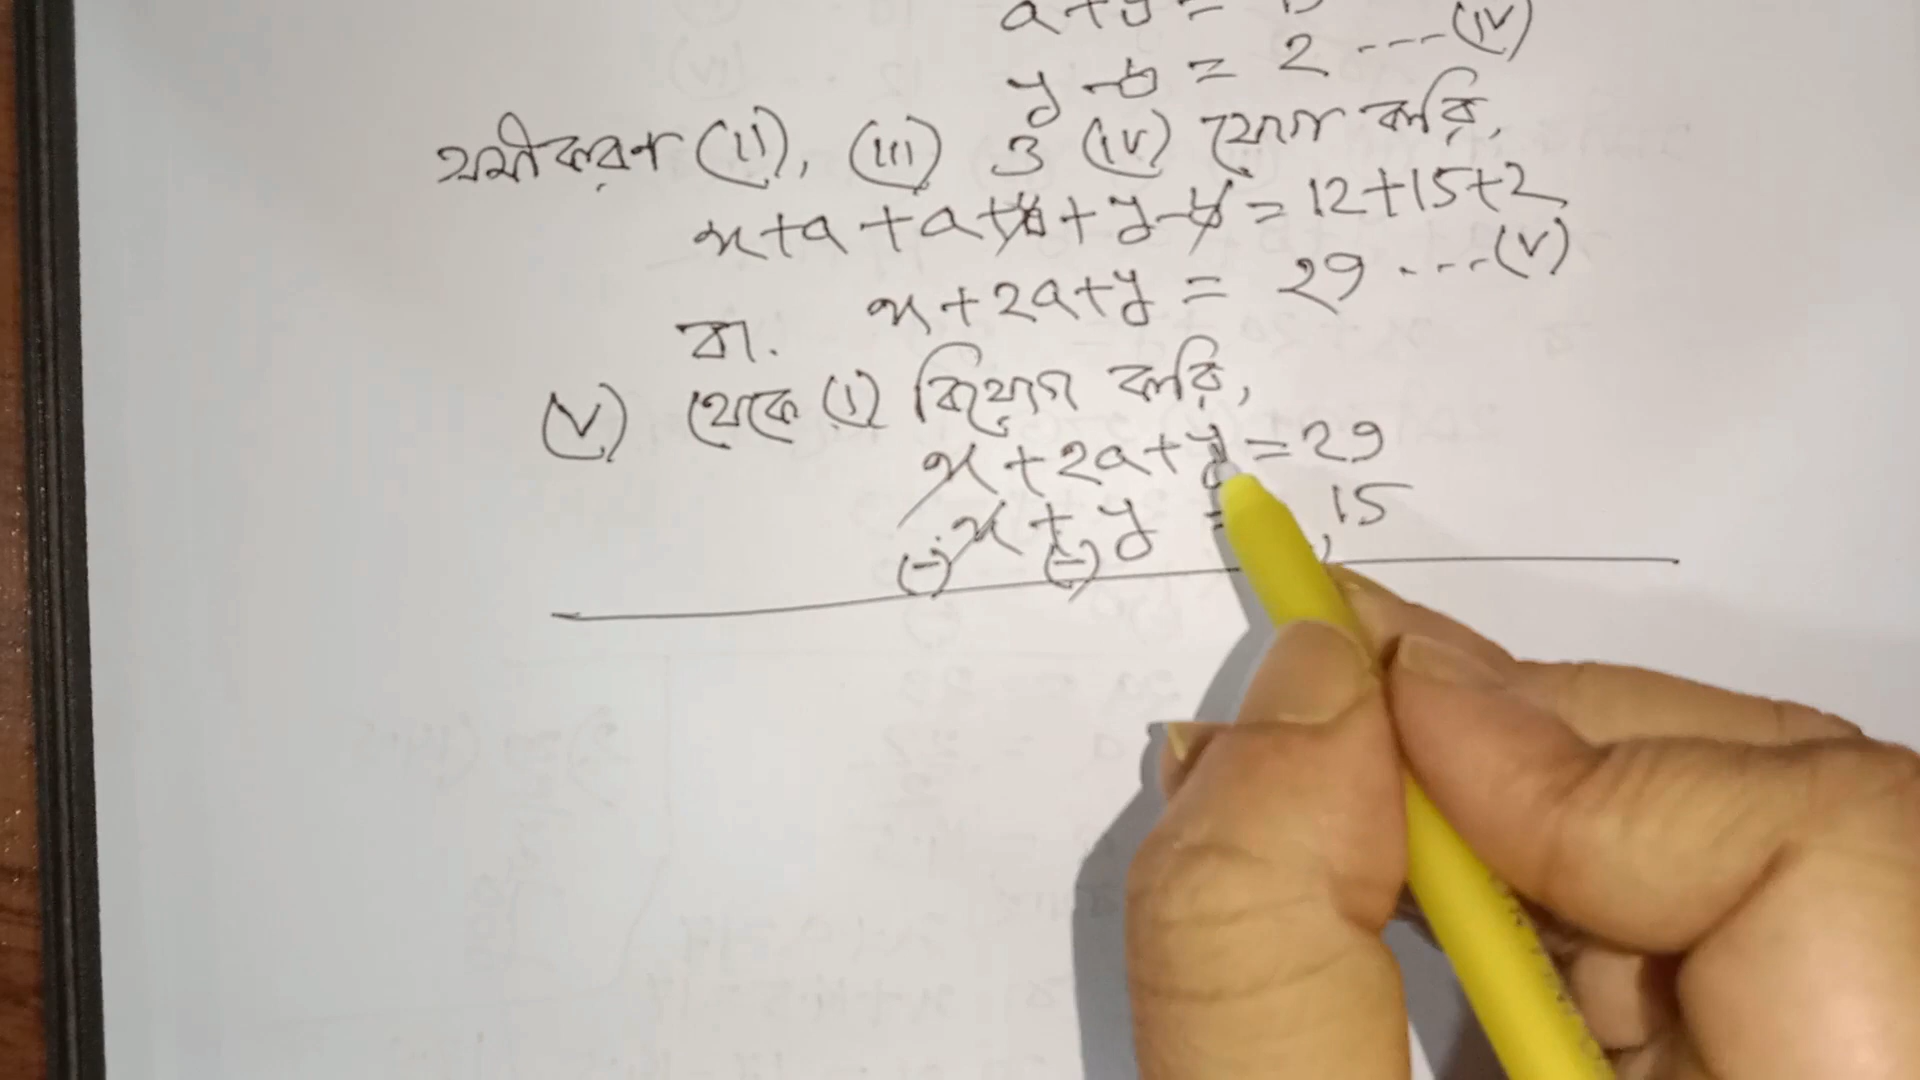 y - b = 2 ----(iv)
সমীকরণ (ii), (iii) ও (iv) যোগ করি,
x+a+a+b+y-b=12+15+2
বা. x+2a+y = 29 ----(v)
(v) থেকে (i) বিয়োগ করি,
x+2a+y=29
x+y = 15
(-) (-)